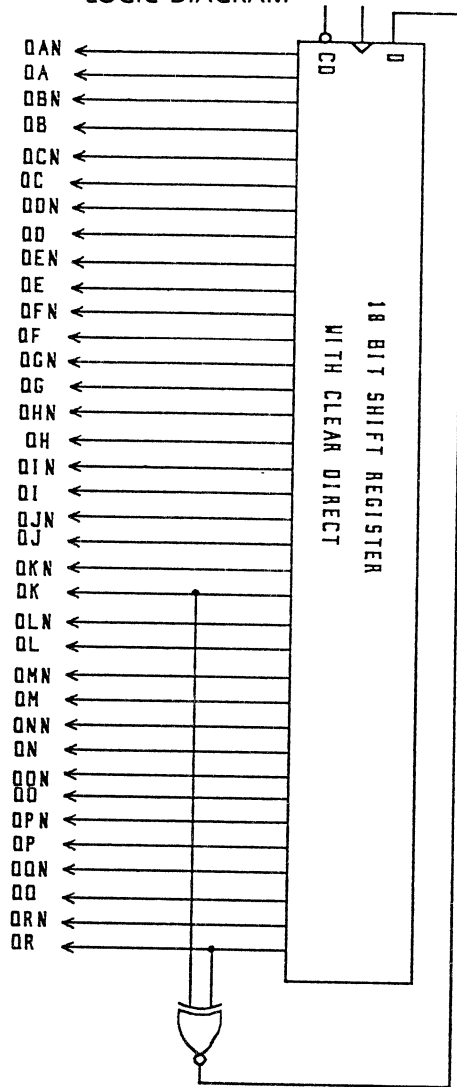 LOGIC DIAGRAM
CD
D
QAN
QA
QBN
QB
QCN
QC
QDN
QD
QEN
QE
QFN
QF
QGN
QG
QHN
QH
QIN
QI
QJN
QJ
QKN
QK
QLN
QL
QMN
QM
QNN
QN
QON
QO
QPN
QP
QQN
QQ
QRN
QR
18 BIT SHIFT REGISTER
WITH CLEAR DIRECT